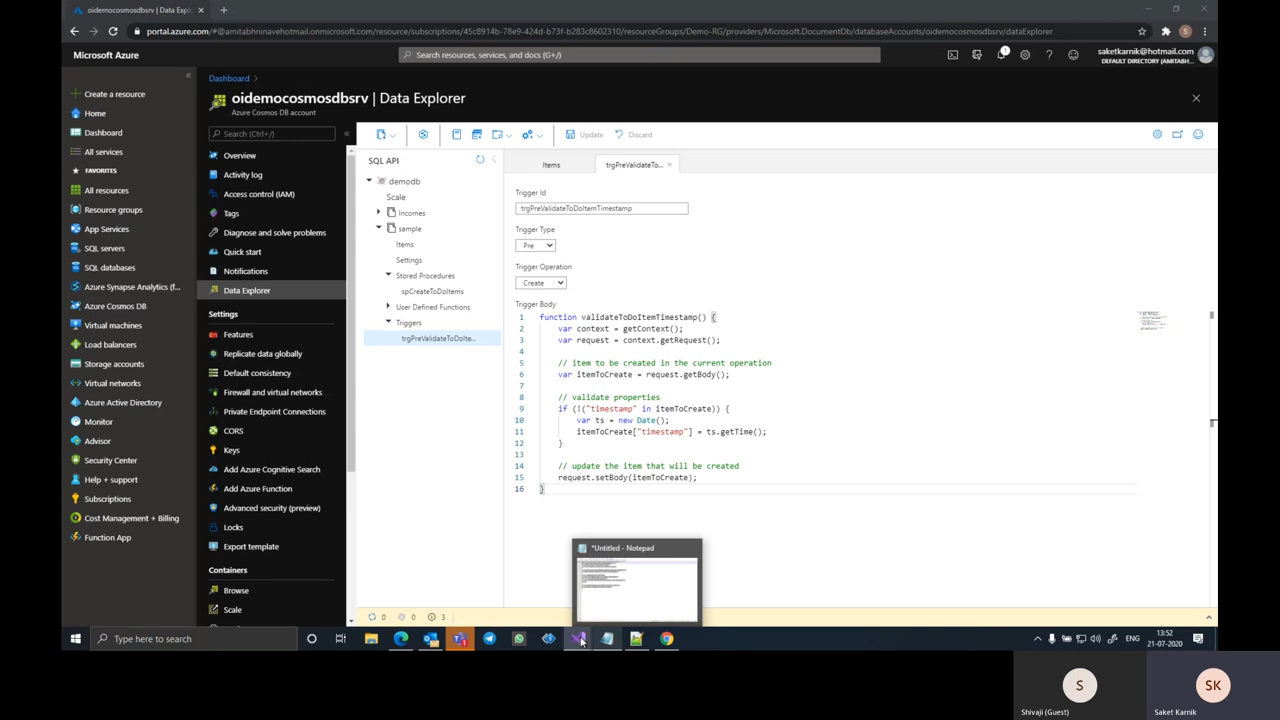 oidemocosmosdbsrv - Data Explorer
portal.azure.com/#@amitabhninavehotmail.onmicrosoft.com/resource/subscriptions/45c8914b-78e9-424d-b73f-b283c8602310/resourceGroups/Demo-RG/providers/Microsoft.DocumentDb/databaseAccounts/oidemocosmosdbsrv/dataExplorer
S
Microsoft Azure
Search resources, services, and docs (G+/)
1
saketkarnik@hotmail.com
DEFAULT DIRECTORY (AMITABH...
Create a resource
Home
Dashboard
All services
FAVORITES
All resources
Resource groups
App Services
SQL servers
SQL databases
Azure Synapse Analytics (f...
Azure Cosmos DB
Virtual machines
Load balancers
Storage accounts
Virtual networks
Azure Active Directory
Monitor
Advisor
Security Center
Help + support
Subscriptions
Cost Management + Billing
Function App
Dashboard >
oidemocosmosdbsrv | Data Explorer
Azure Cosmos DB account
Search (Ctrl+/)
Overview
Activity log
Access control (IAM)
Tags
Diagnose and solve problems
Quick start
Notifications
Data Explorer
Settings
Features
Replicate data globally
Default consistency
Firewall and virtual networks
Private Endpoint Connections
CORS
Keys
Add Azure Cognitive Search
Add Azure Function
Advanced security (preview)
Locks
Export template
Containers
Browse
Scale
Update
Discard
SQL API
demodb
Scale
Incomes
sample
Items
Settings
Stored Procedures
spCreateToDoItems
User Defined Functions
Triggers
trgPreValidateToDoIte...
Items
trgPreValidateTo...
Trigger Id
trgPreValidateToDoItemTimestamp
Trigger Type
Pre
Trigger Operation
Create
Trigger Body
1 function validateToDoItemTimestamp() {
2 var context = getContext();
3 var request = context.getRequest();
4
5 // item to be created in the current operation
6 var itemToCreate = request.getBody();
7
8 // validate properties
9 if (!("timestamp" in itemToCreate)) {
10 var ts = new Date();
11 itemToCreate["timestamp"] = ts.getTime();
12 }
13
14 // update the item that will be created
15 request.setBody(itemToCreate);
16 }
*Untitled - Notepad
0 0 3
Type here to search
ENG
13:52
21-07-2020
S
Shivaji (Guest)
SK
Saket Karnik